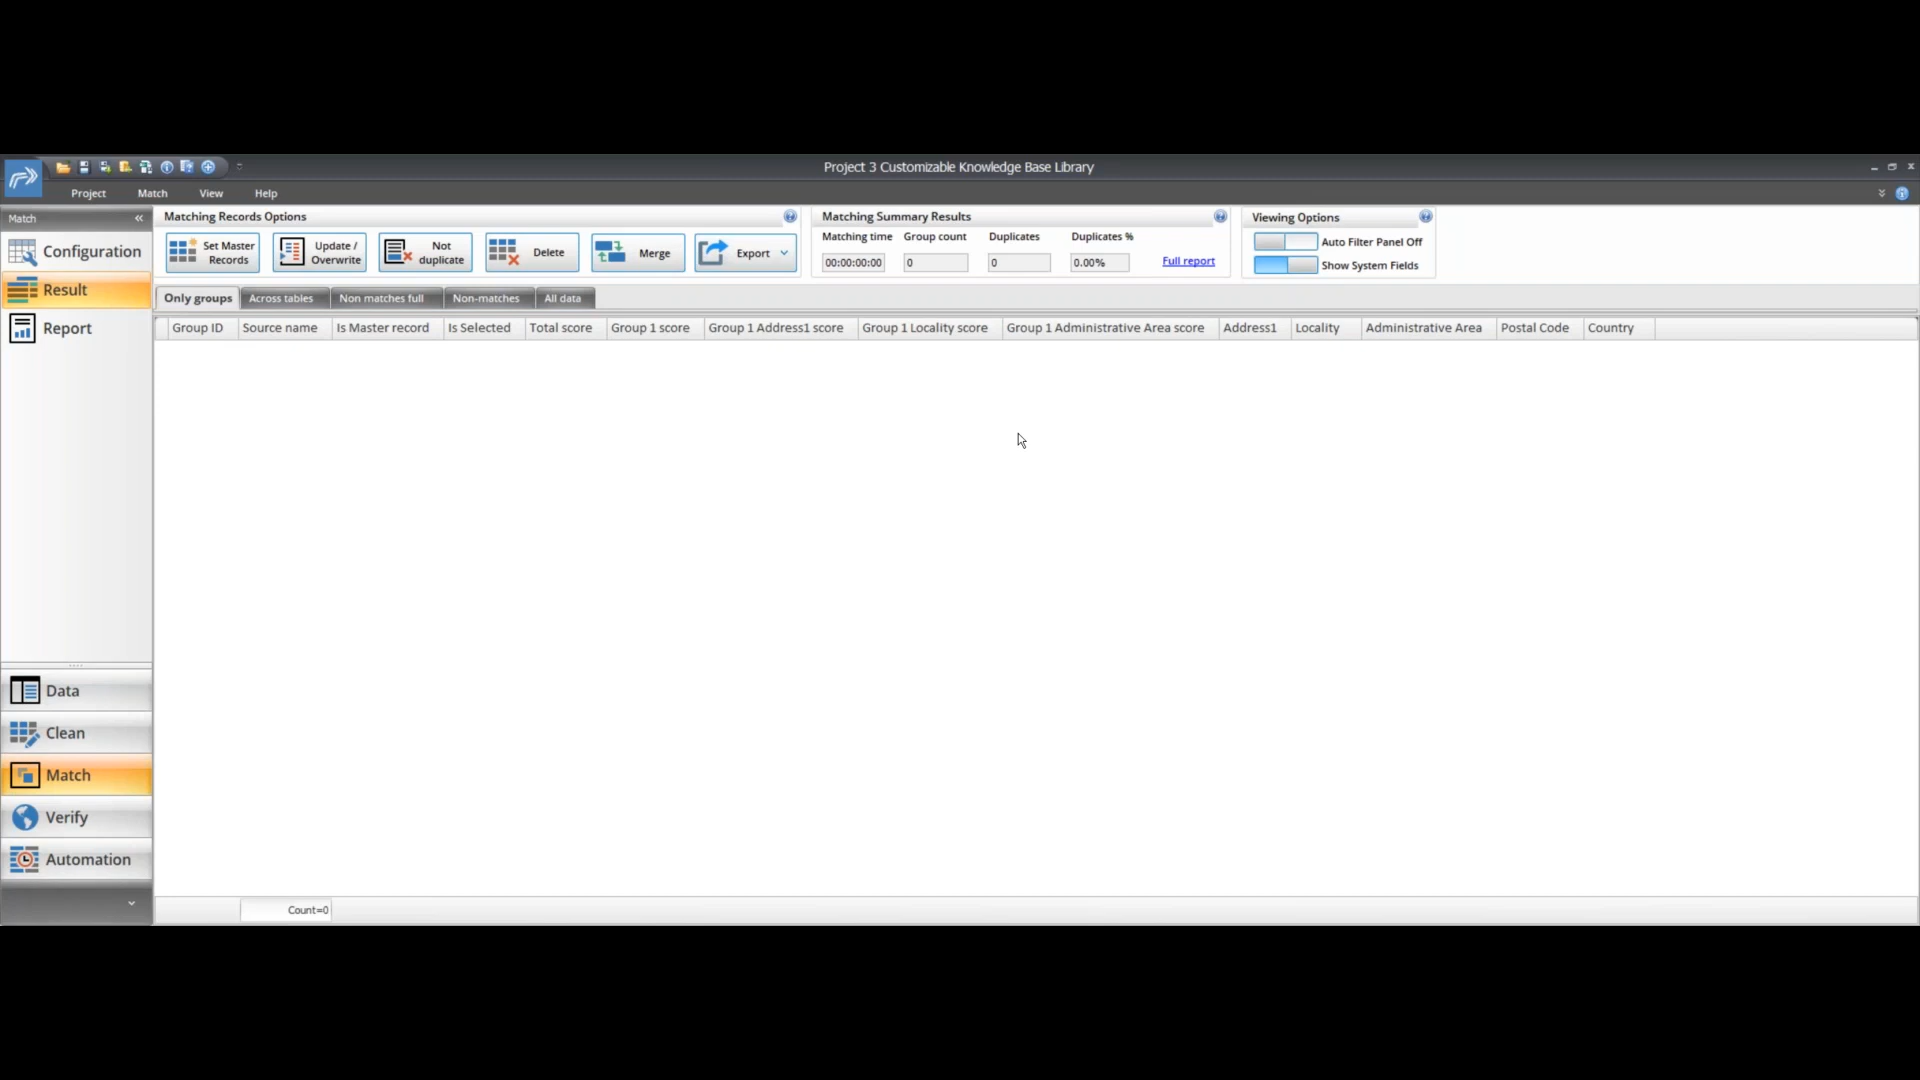 Project 3 Customizable Knowledge Base Library
Project Match View Help
Match
Configuration
Result
Report
Matching Records Options
Set Master
Records
Update /
Overwrite
Not
duplicate
Delete
Merge
Export
Matching Summary Results
Matching time Group count Duplicates Duplicates %
00:00:00:00 0 0 0.00% Full report
Viewing Options
Auto Filter Panel Off
Show System Fields
Only groups Across tables Non matches full Non-matches All data
Group ID Source name Is Master record Is Selected Total score Group 1 score Group 1 Address1 score Group 1 Locality score Group 1 Administrative Area score Address1 Locality Administrative Area Postal Code Country
Data
Clean
Match
Verify
Automation
Count=0